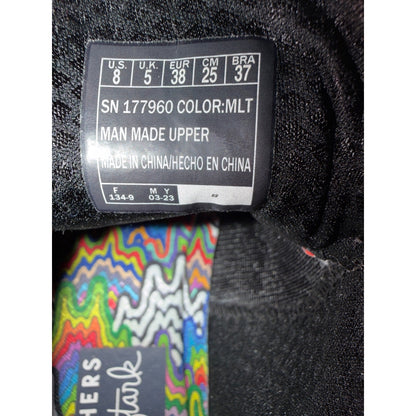 U.S. U.K. EUR CM BRA
8 5 38 25 37
SN 177960 COLOR:MLT
MAN MADE UPPER
MADE IN CHINA/HECHO EN CHINA
F M Y
134-9 03-23
HERS
stark